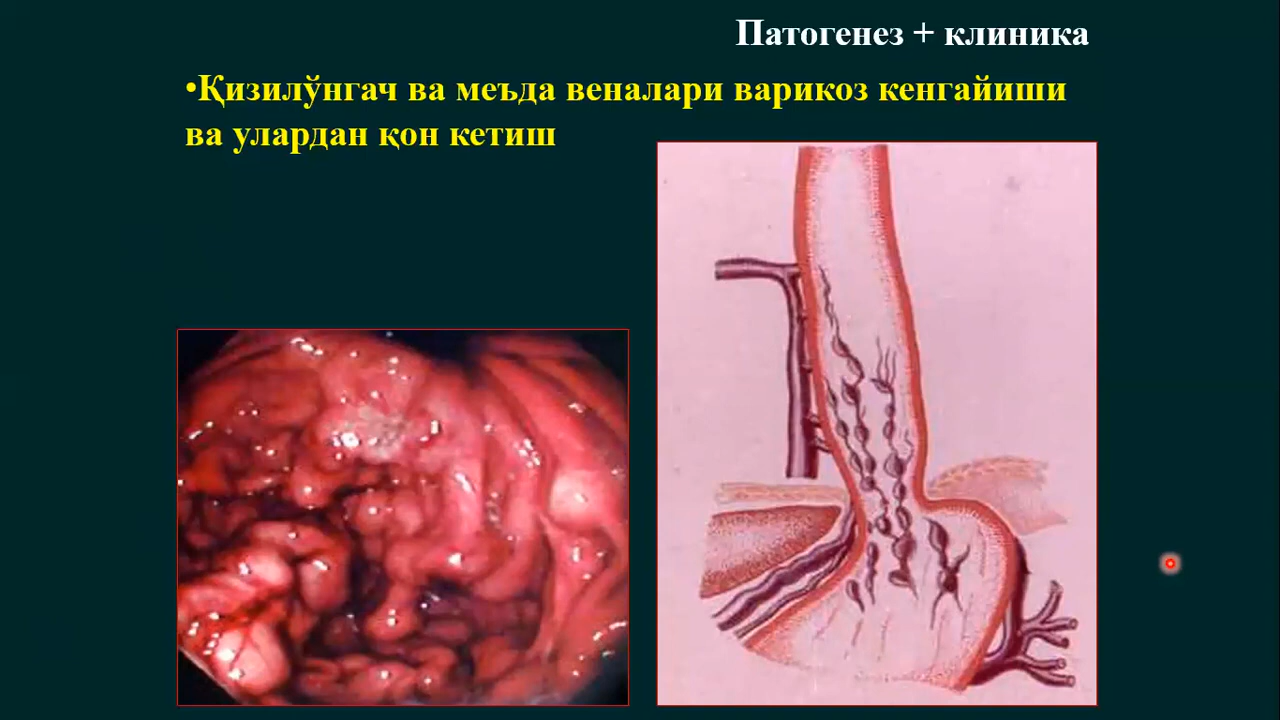 Патогенез + клиника
•Қизилўнгач ва меъда веналари варикоз кенгайиши
ва улардан қон кетиш